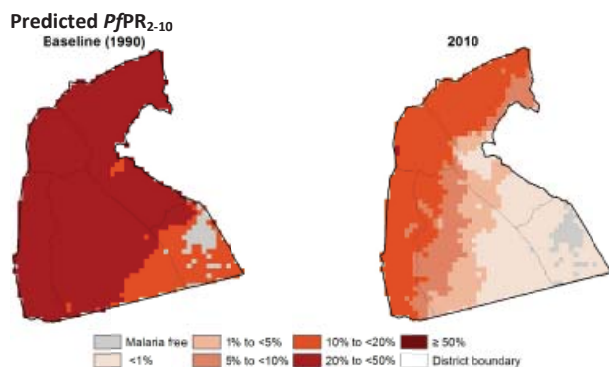 Predicted PfPR2-10
Baseline (1990)
2010
Malaria free
1% to <5%
10% to <20%
≥ 50%
<1%
5% to <10%
20% to <50%
District boundary